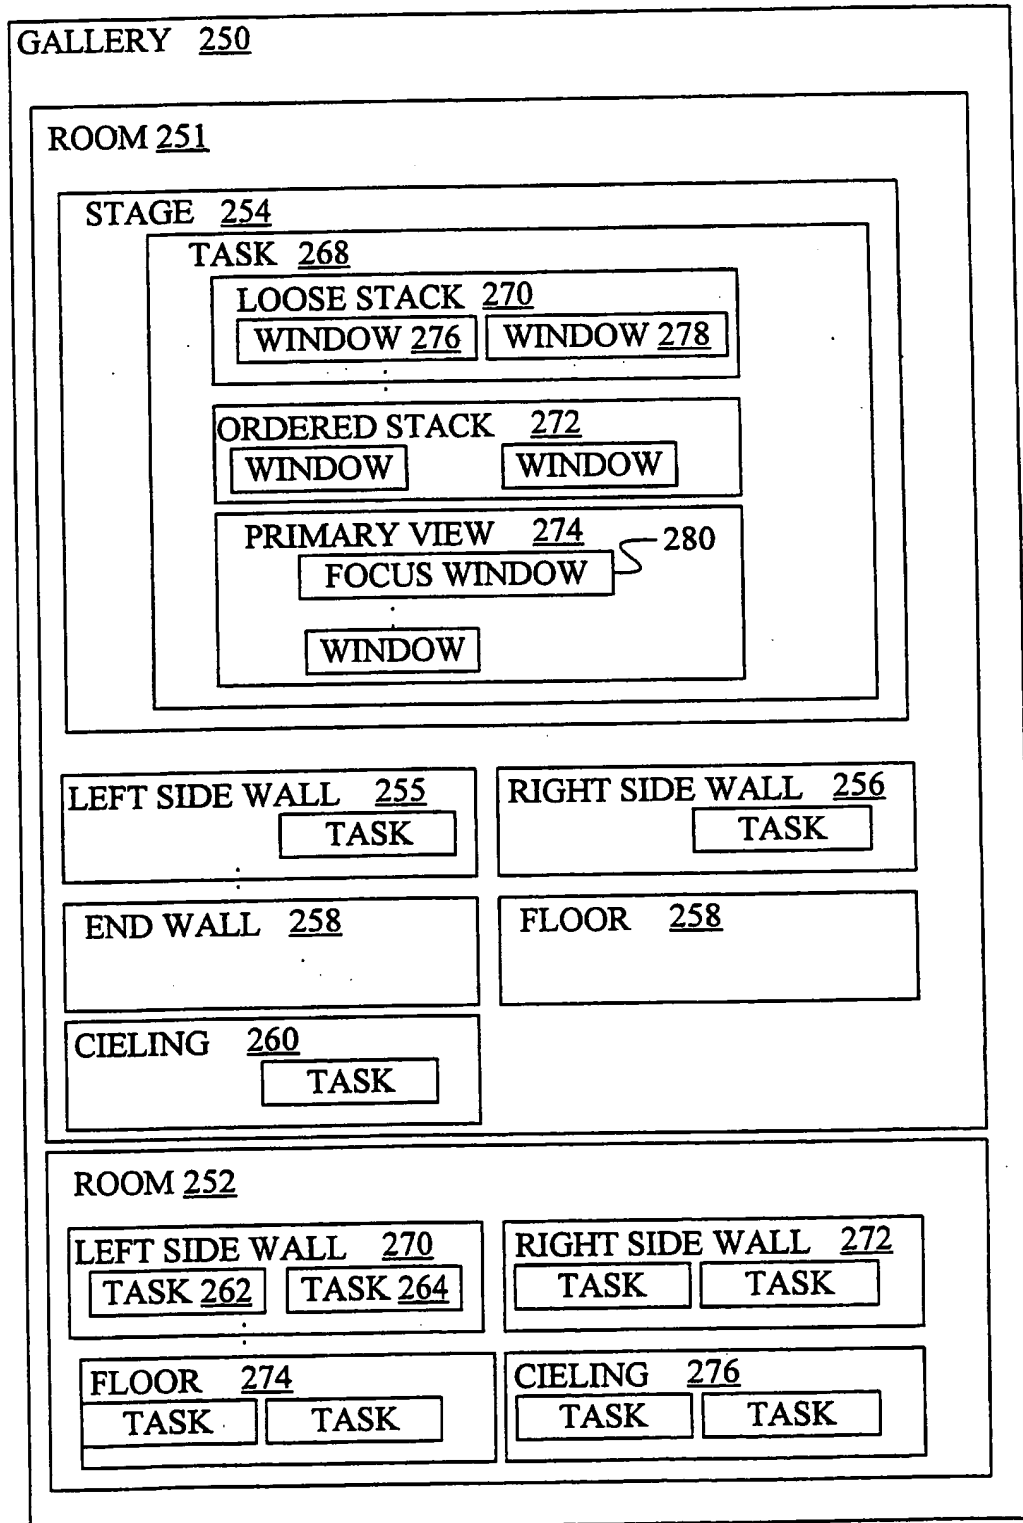 GALLERY 250
ROOM 251
STAGE 254
TASK 268
LOOSE STACK 270
WINDOW 276 WINDOW 278
ORDERED STACK 272
WINDOW WINDOW
PRIMARY VIEW 274
280
FOCUS WINDOW
WINDOW
LEFT SIDE WALL 255
TASK
RIGHT SIDE WALL 256
TASK
END WALL 258
FLOOR 258
CIELING 260
TASK
ROOM 252
LEFT SIDE WALL 270
TASK 262 TASK 264
RIGHT SIDE WALL 272
TASK TASK
FLOOR 274
TASK TASK
CIELING 276
TASK TASK